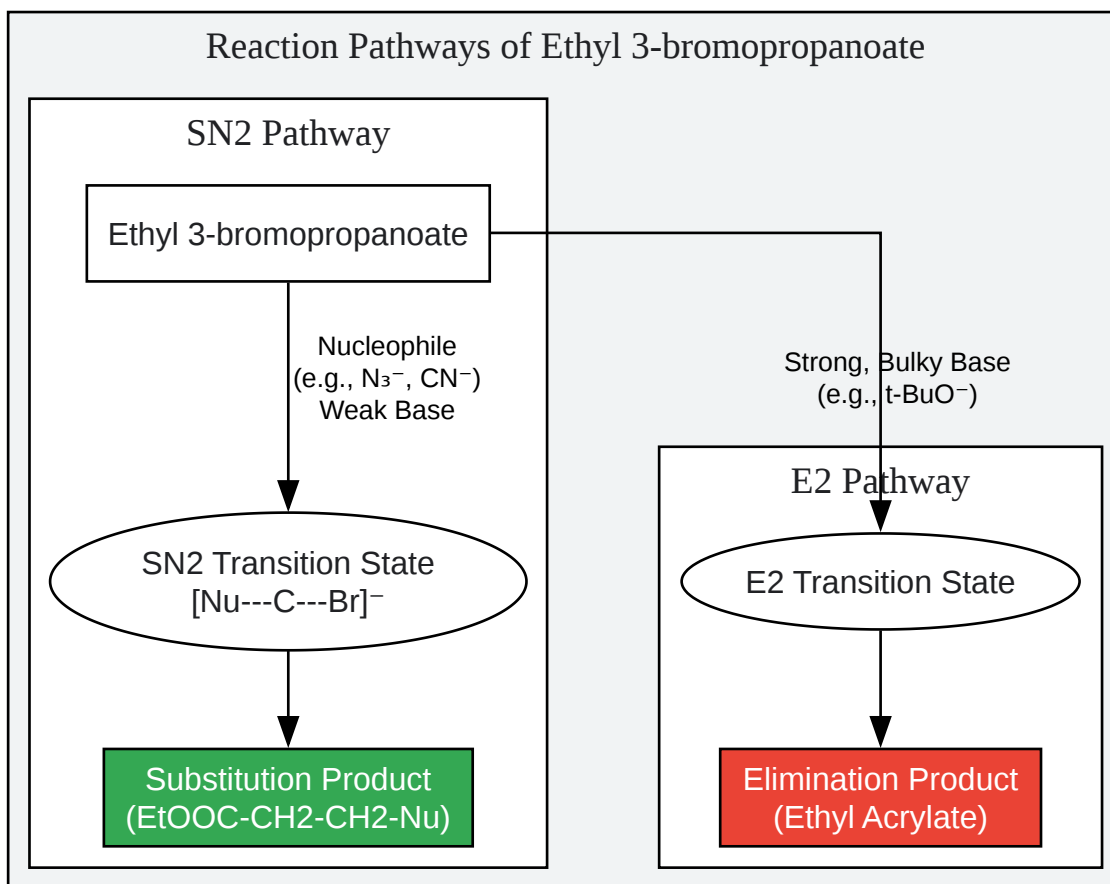 Reaction Pathways of Ethyl 3-bromopropanoate
SN2 Pathway
Ethyl 3-bromopropanoate
Nucleophile
(e.g., N₃⁻, CN⁻)
Weak Base
SN2 Transition State
[Nu---C---Br]⁻
Substitution Product
(EtOOC-CH2-CH2-Nu)
Strong, Bulky Base
(e.g., t-BuO⁻)
E2 Pathway
E2 Transition State
Elimination Product
(Ethyl Acrylate)